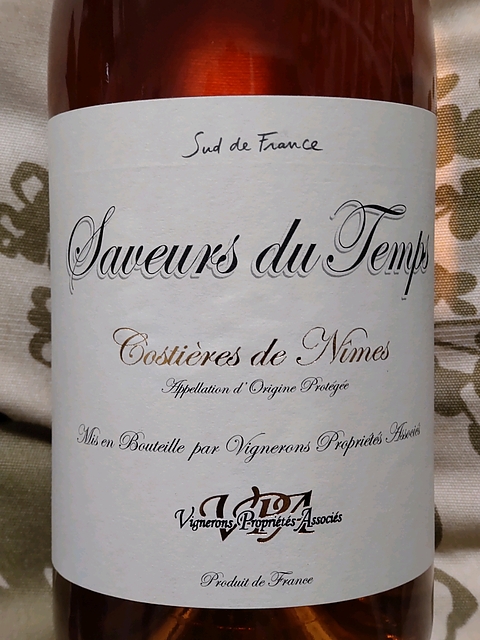 Sud de France
Saveurs du Temps
Costières de Nîmes
Appellation d'Origine Protégée
Mis en Bouteille par Vignerons Propriétés Associés
VPA
Vignerons Propriétés-Associés
Produit de France